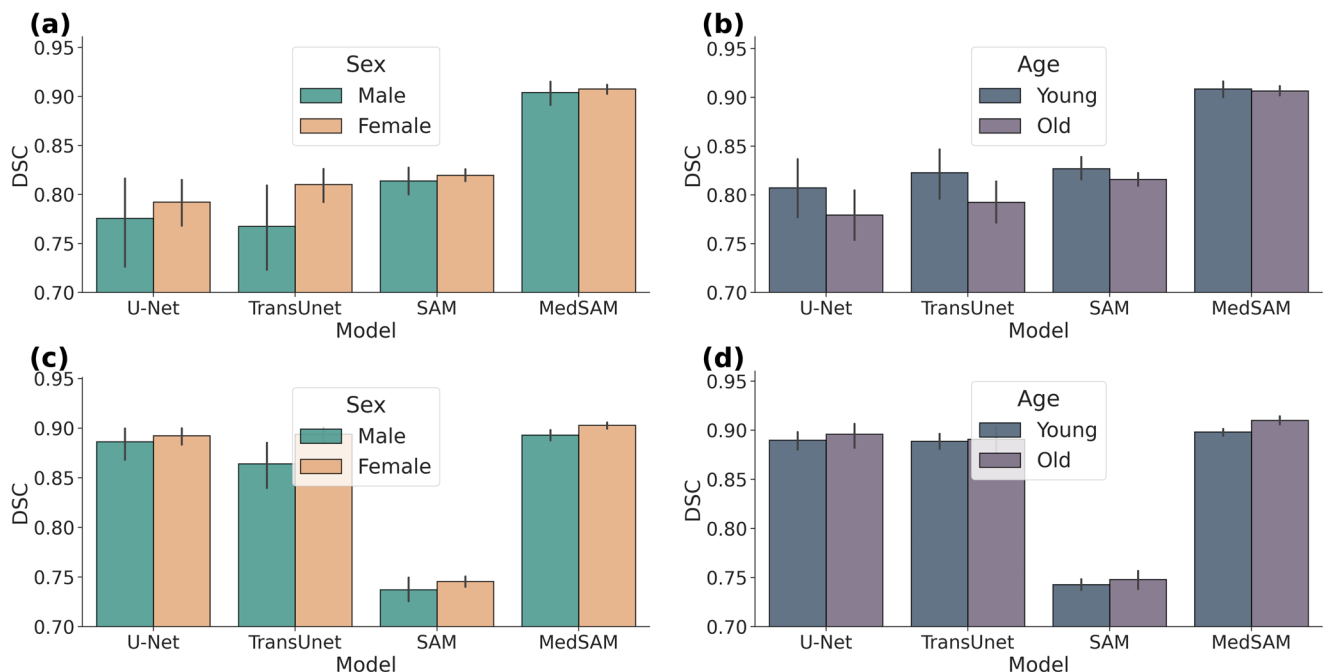 (a)
0.95
0.90
0.85
0.80
0.75
0.70
DSC
Sex
Male
Female
U-Net TransUnet SAM MedSAM
Model
(b)
0.95
0.90
0.85
0.80
0.75
0.70
DSC
Age
Young
Old
U-Net TransUnet SAM MedSAM
Model
(c)
0.95
0.90
0.85
0.80
0.75
0.70
DSC
Sex
Male
Female
U-Net TransUnet SAM MedSAM
Model
(d)
0.95
0.90
0.85
0.80
0.75
0.70
DSC
Age
Young
Old
U-Net TransUnet SAM MedSAM
Model